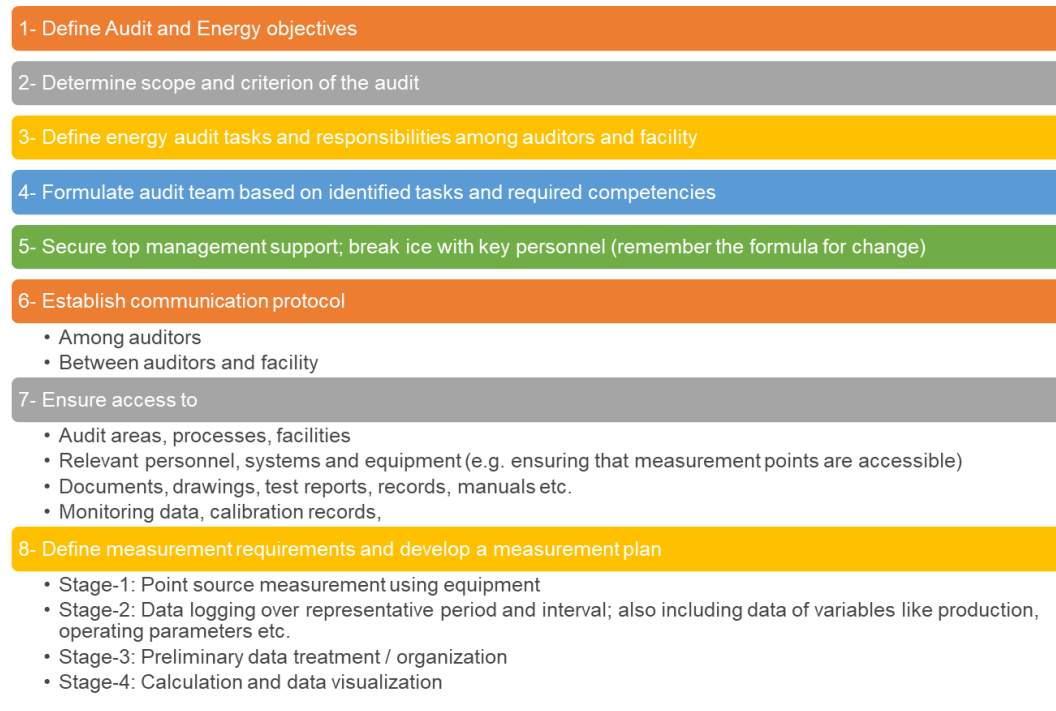 1- Define Audit and Energy objectives
2- Determine scope and criterion of the audit
3- Define energy audit tasks and responsibilities among auditors and facility
4- Formulate audit team based on identified tasks and required competencies
5- Secure top management support; break ice with key personnel (remember the formula for change)
6- Establish communication protocol
• Among auditors
• Between auditors and facility
7- Ensure access to
• Audit areas, processes, facilities
• Relevant personnel, systems and equipment (e.g. ensuring that measurement points are accessible)
• Documents, drawings, test reports, records, manuals etc.
• Monitoring data, calibration records,
8- Define measurement requirements and develop a measurement plan
• Stage-1: Point source measurement using equipment
• Stage-2: Data logging over representative period and interval; also including data of variables like production,
operating parameters etc.
• Stage-3: Preliminary data treatment / organization
• Stage-4: Calculation and data visualization